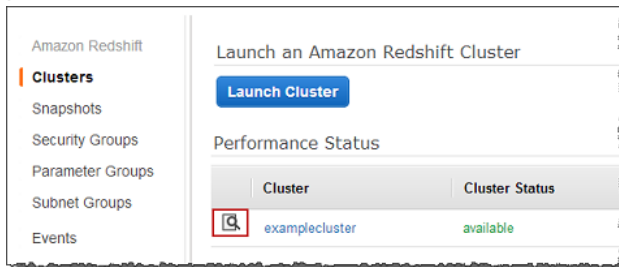 Amazon Redshift
Clusters
Snapshots
Security Groups
Parameter Groups
Subnet Groups
Events
Launch an Amazon Redshift Cluster
Launch Cluster
Performance Status
Cluster Cluster Status
examplecluster available